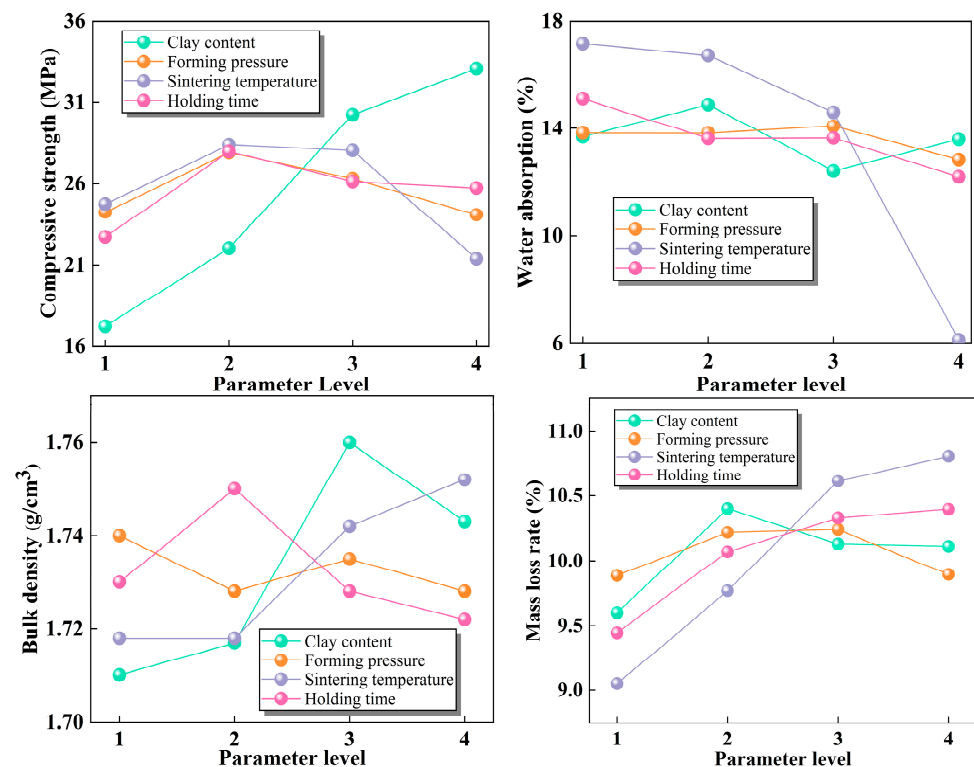 36
31
26
21
16
Compressive strength (MPa)
Clay content
Forming pressure
Sintering temperature
Holding time
1 2 3 4
Parameter Level
18
14
10
6
Water absorption (%)
Clay content
Forming pressure
Sintering temperature
Holding time
1 2 3 4
Parameter level
1.76
1.74
1.72
1.70
Bulk density (g/cm³)
Clay content
Forming pressure
Sintering temperature
Holding time
1 2 3 4
Parameter level
11.0
10.5
10.0
9.5
9.0
Mass loss rate (%)
Clay content
Forming pressure
Sintering temperature
Holding time
1 2 3 4
Parameter level